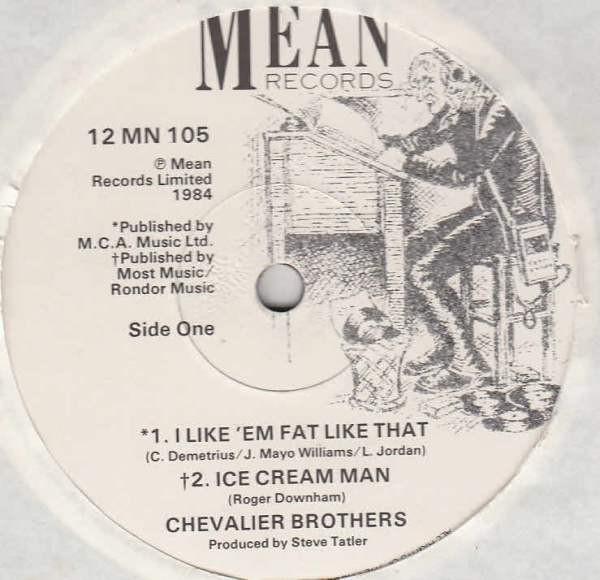 MEAN
RECORDS
12 MN 105
℗ Mean
Records Limited
1984
*Published by
M.C.A. Music Ltd.
†Published by
Most Music/
Rondor Music
Side One
*1. I LIKE 'EM FAT LIKE THAT
(C. Demetrius/J. Mayo Williams/L. Jordan)
†2. ICE CREAM MAN
(Roger Downham)
CHEVALIER BROTHERS
Produced by Steve Tatler